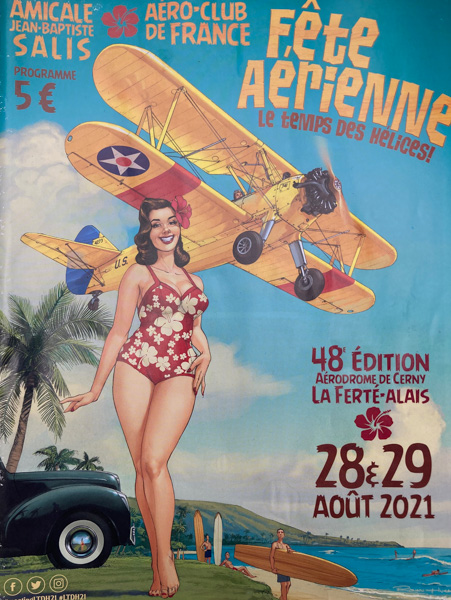 AMICALE
JEAN-BAPTISTE
SALIS
AÉRO-CLUB
DE FRANCE
PROGRAMME
5 €
Fête
Aérienne
Le temps des Hélices!
U.S.
48E ÉDITION
AÉRODROME DE CERNY
LA FERTÉ-ALAIS
28 & 29
AOÛT 2021
#LTDH21